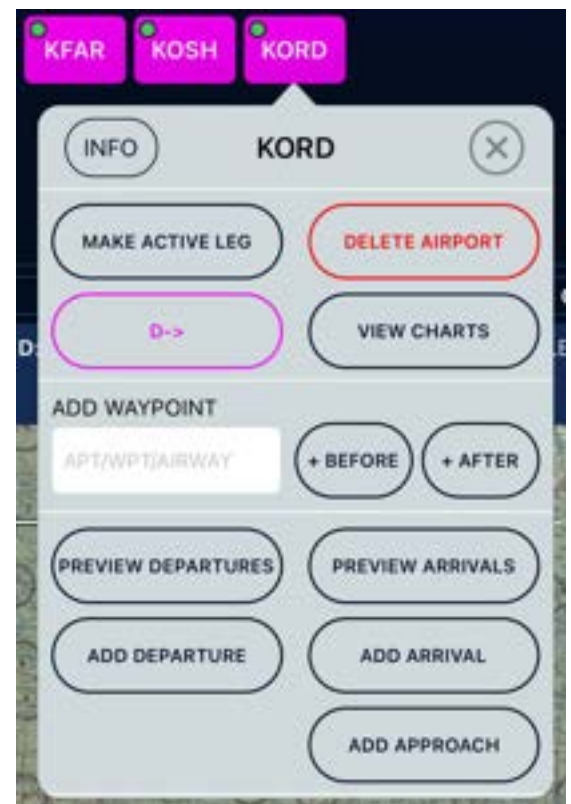 KFAR KOSH KORD
INFO KORD
MAKE ACTIVE LEG DELETE AIRPORT
D-> VIEW CHARTS
D:
ADD WAYPOINT
APT/WPT/AIRWAY + BEFORE + AFTER
PREVIEW DEPARTURES PREVIEW ARRIVALS
ADD DEPARTURE ADD ARRIVAL
ADD APPROACH